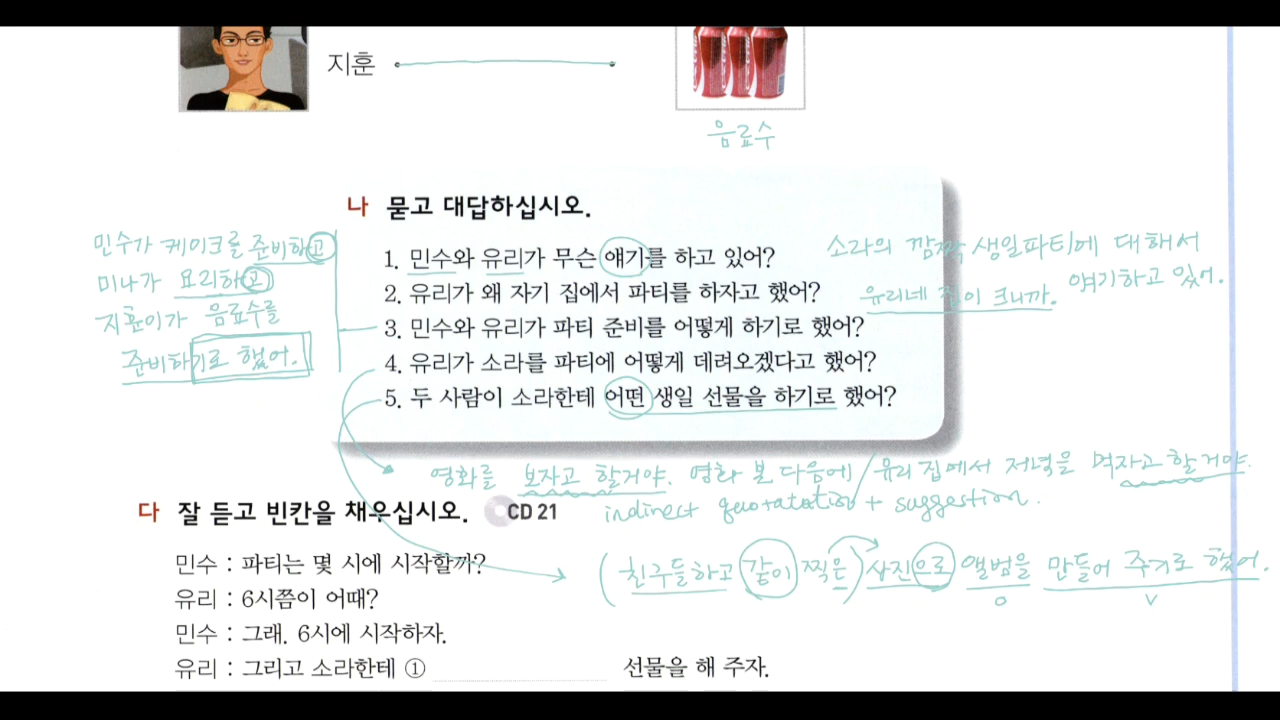 지훈
음료수
나 묻고 대답하십시오.
민수가 케이크를 준비하고
미나가 요리하고
지훈이가 음료수를
준비하기로 했어.
1. 민수와 유리가 무슨 얘기를 하고 있어?
소라의 깜짝 생일파티에 대해서
얘기하고 있어.
2. 유리가 왜 자기 집에서 파티를 하자고 했어?
유리네 집이 크니까.
3. 민수와 유리가 파티 준비를 어떻게 하기로 했어?
4. 유리가 소라를 파티에 어떻게 데려오겠다고 했어?
5. 두 사람이 소라한테 어떤 생일 선물을 하기로 했어?
영화를 보자고 할거야. 영화 본 다음에 / 유리 집에서 저녁을 먹자고 할거야.
indirect + suggestion.
(친구들하고 같이 찍은) 사진으로 앨범을 만들어 주기로 했어.
O V
다 잘 듣고 빈칸을 채우십시오. CD 21
민수 : 파티는 몇 시에 시작할까?
유리 : 6시쯤이 어때?
민수 : 그래. 6시에 시작하자.
유리 : 그리고 소라한테 ① 선물을 해 주자.